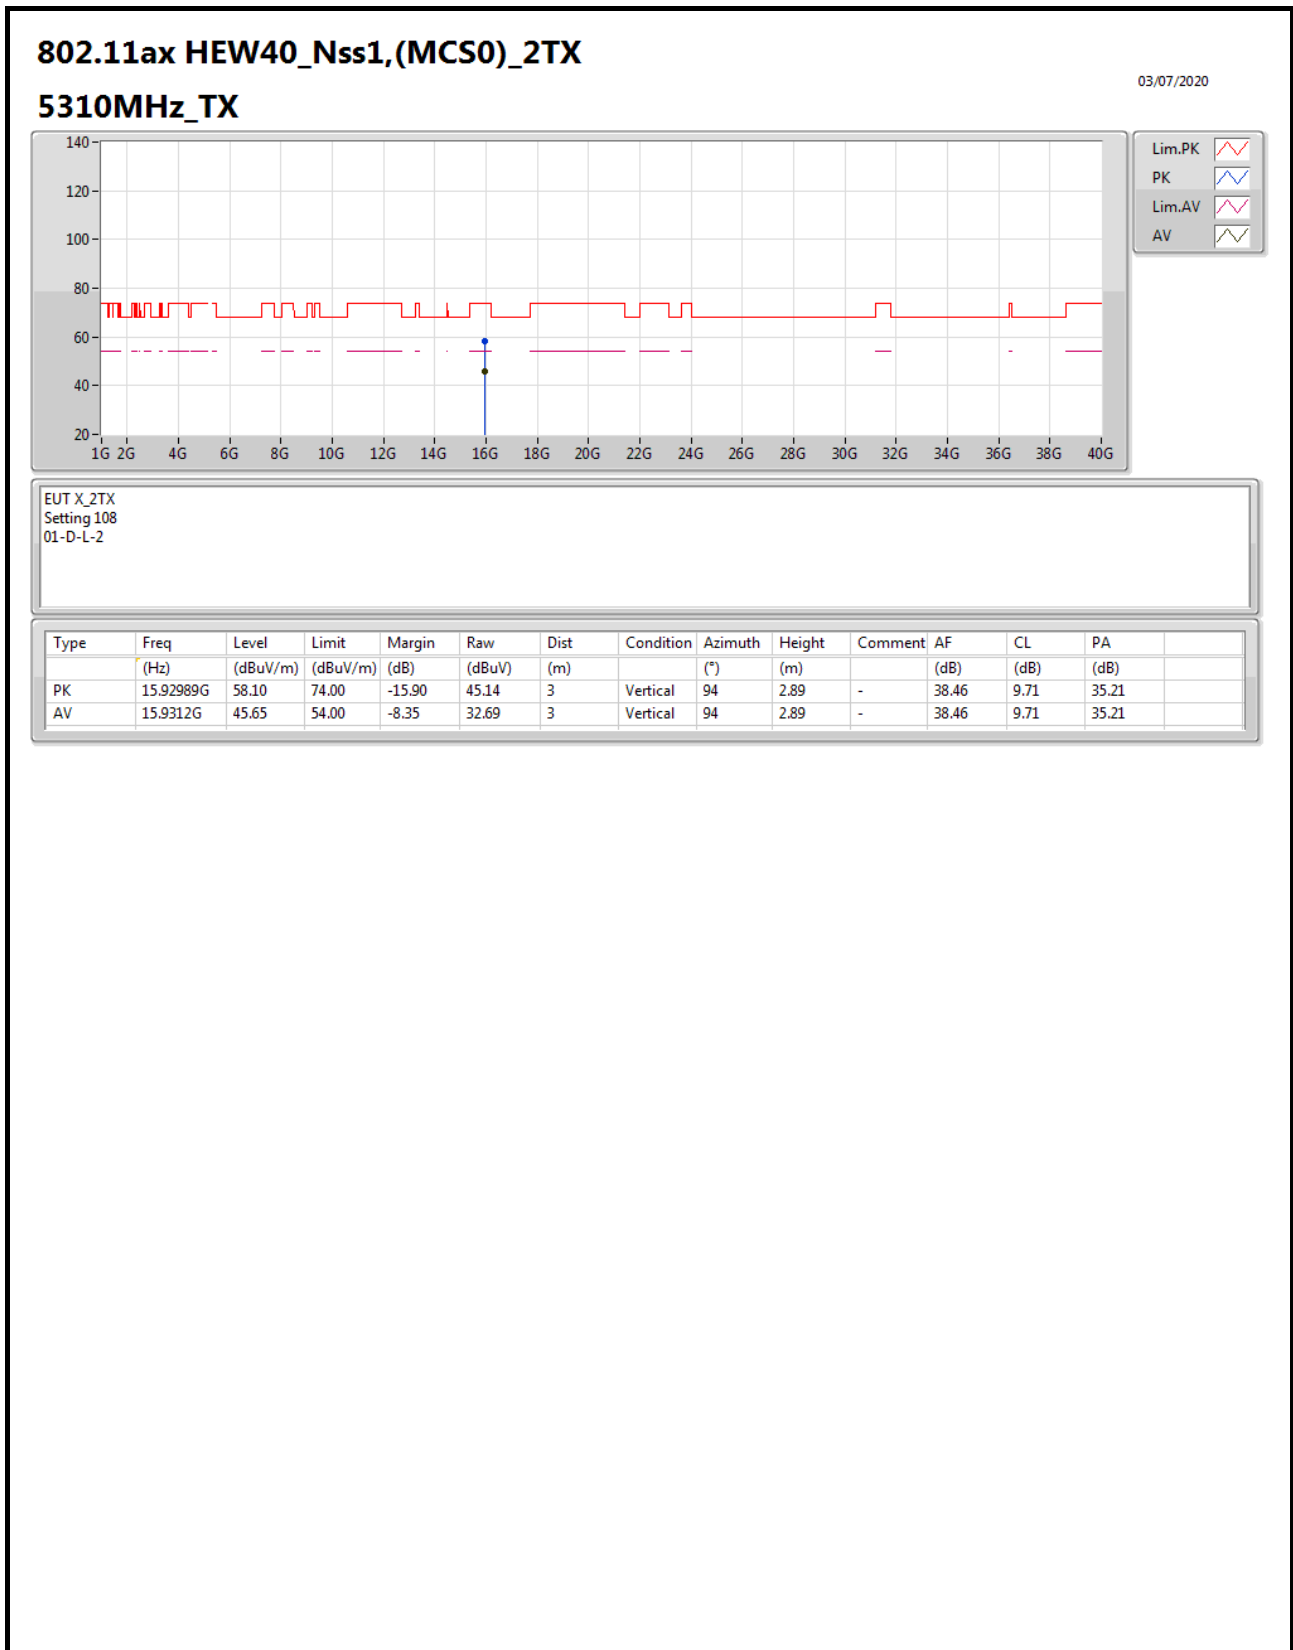 802.11ax HEW40_Nss1,(MCS0)_2TX
03/07/2020
5310MHz_TX
140
120
100
80
60
40
20
1G 2G 4G 6G 8G 10G 12G 14G 16G 18G 20G 22G 24G 26G 28G 30G 32G 34G 36G 38G 40G
Lim.PK
PK
Lim.AV
AV
EUT X_2TX
Setting 108
01-D-L-2
Type Freq Level Limit Margin Raw Dist Condition Azimuth Height Comment AF CL PA
(Hz) (dBuV/m) (dBuV/m) (dB) (dBuV) (m) (°) (m) (dB) (dB) (dB)
PK 15.92989G 58.10 74.00 -15.90 45.14 3 Vertical 94 2.89 - 38.46 9.71 35.21
AV 15.9312G 45.65 54.00 -8.35 32.69 3 Vertical 94 2.89 - 38.46 9.71 35.21